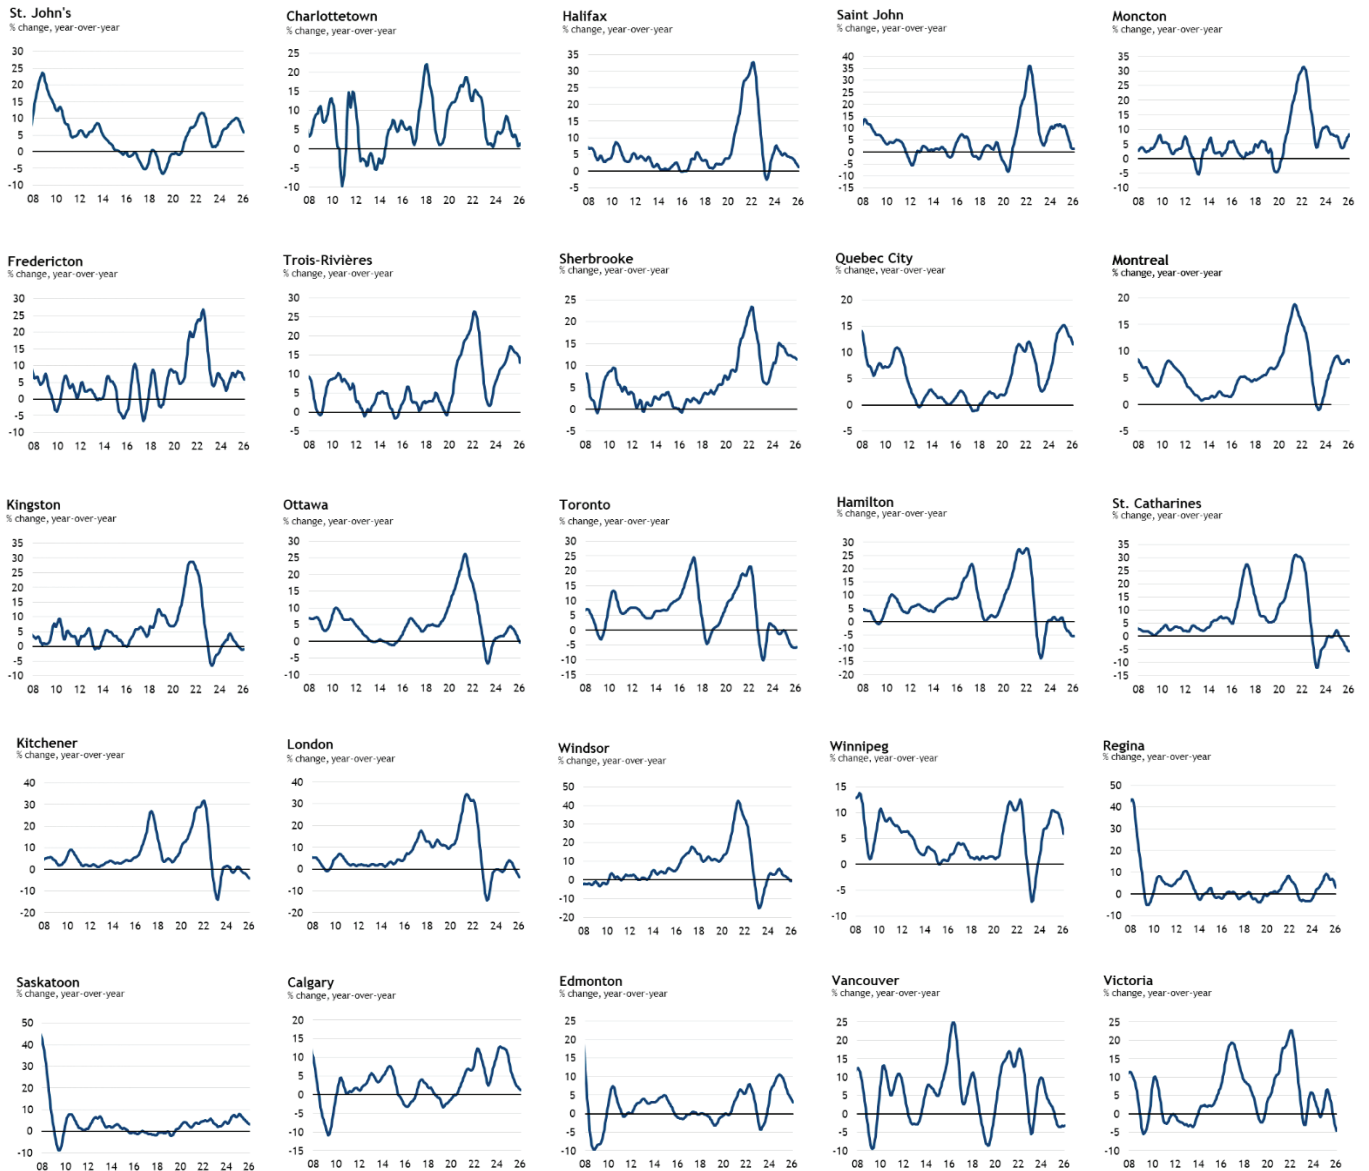 St. John's
% change, year-over-year
30
25
20
15
10
5
0
-5
-10
08 10 12 14 16 18 20 22 24 26
Charlottetown
% change, year-over-year
25
20
15
10
5
0
-5
-10
08 10 12 14 16 18 20 22 24 26
Halifax
% change, year-over-year
35
30
25
20
15
10
5
0
-5
08 10 12 14 16 18 20 22 24 26
Saint John
% change, year-over-year
40
35
30
25
20
15
10
5
0
-5
-10
-15
08 10 12 14 16 18 20 22 24 26
Moncton
% change, year-over-year
35
30
25
20
15
10
5
0
-5
-10
08 10 12 14 16 18 20 22 24 26
Fredericton
% change, year-over-year
30
25
20
15
10
5
0
-5
-10
08 10 12 14 16 18 20 22 24 26
Trois-Rivières
% change, year-over-year
30
25
20
15
10
5
0
-5
08 10 12 14 16 18 20 22 24 26
Sherbrooke
% change, year-over-year
25
20
15
10
5
0
-5
08 10 12 14 16 18 20 22 24 26
Quebec City
% change, year-over-year
20
15
10
5
0
-5
08 10 12 14 16 18 20 22 24 26
Montreal
% change, year-over-year
20
15
10
5
0
-5
08 10 12 14 16 18 20 22 24 26
Kingston
% change, year-over-year
35
30
25
20
15
10
5
0
-5
-10
08 10 12 14 16 18 20 22 24 26
Ottawa
% change, year-over-year
30
25
20
15
10
5
0
-5
-10
08 10 12 14 16 18 20 22 24 26
Toronto
% change, year-over-year
30
25
20
15
10
5
0
-5
-10
-15
08 10 12 14 16 18 20 22 24 26
Hamilton
% change, year-over-year
30
25
20
15
10
5
0
-5
-10
-15
-20
08 10 12 14 16 18 20 22 24 26
St. Catharines
% change, year-over-year
35
30
25
20
15
10
5
0
-5
-10
-15
08 10 12 14 16 18 20 22 24 26
Kitchener
% change, year-over-year
40
30
20
10
0
-10
-20
08 10 12 14 16 18 20 22 24 26
London
% change, year-over-year
40
30
20
10
0
-10
-20
08 10 12 14 16 18 20 22 24 26
Windsor
% change, year-over-year
50
40
30
20
10
0
-10
-20
08 10 12 14 16 18 20 22 24 26
Winnipeg
% change, year-over-year
15
10
5
0
-5
-10
08 10 12 14 16 18 20 22 24 26
Regina
% change, year-over-year
50
40
30
20
10
0
-10
08 10 12 14 16 18 20 22 24 26
Saskatoon
% change, year-over-year
50
40
30
20
10
0
-10
08 10 12 14 16 18 20 22 24 26
Calgary
% change, year-over-year
20
15
10
5
0
-5
-10
-15
08 10 12 14 16 18 20 22 24 26
Edmonton
% change, year-over-year
25
20
15
10
5
0
-5
-10
08 10 12 14 16 18 20 22 24 26
Vancouver
% change, year-over-year
25
20
15
10
5
0
-5
-10
08 10 12 14 16 18 20 22 24 26
Victoria
% change, year-over-year
25
20
15
10
5
0
-5
-10
08 10 12 14 16 18 20 22 24 26